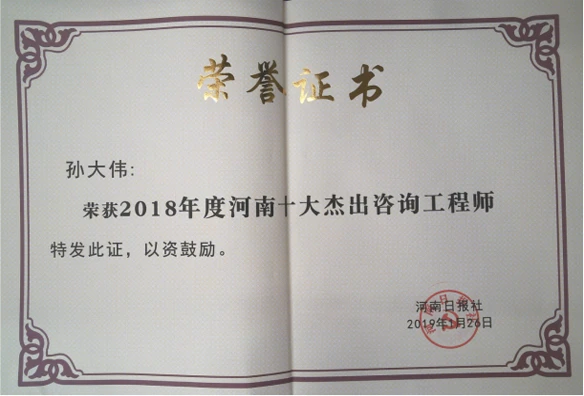 荣誉证书
孙大伟:
荣获2018年度河南十大杰出咨询工程师
特发此证，以资鼓励。
河南日报社
2019年1月26日